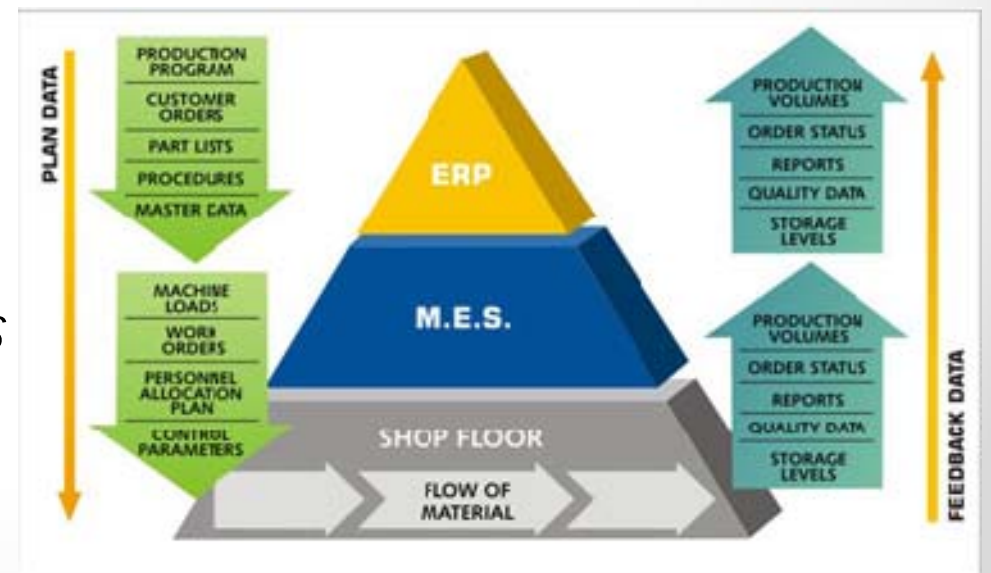 PLAN DATA
PRODUCTION
PROGRAM
CUSTOMER
ORDERS
PART LISTS
PROCEDURES
MASTER DATA
MACHINE
LOADS
WORK
ORDERS
PERSONNEL
ALLOCATION
PLAN
CONTROL
PARAMETERS
ERP
M.E.S.
SHOP FLOOR
FLOW OF
MATERIAL
PRODUCTION
VOLUMES
ORDER STATUS
REPORTS
QUALITY DATA
STORAGE
LEVELS
PRODUCTION
VOLUMES
ORDER STATUS
REPORTS
QUALITY DATA
STORAGE
LEVELS
FEEDBACK DATA